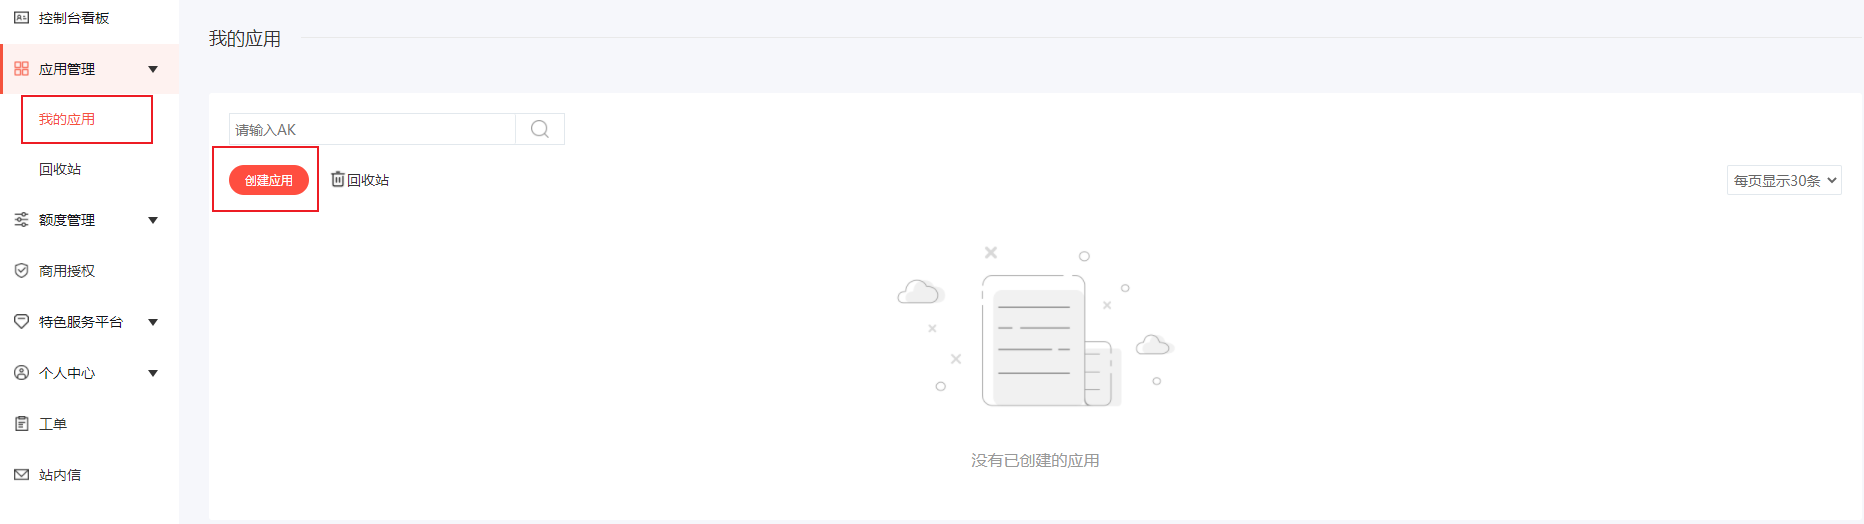 控制台看板
应用管理
我的应用
回收站
额度管理
商用授权
特色服务平台
个人中心
工单
站内信
我的应用
请输入AK
创建应用
回收站
每页显示30条
没有已创建的应用